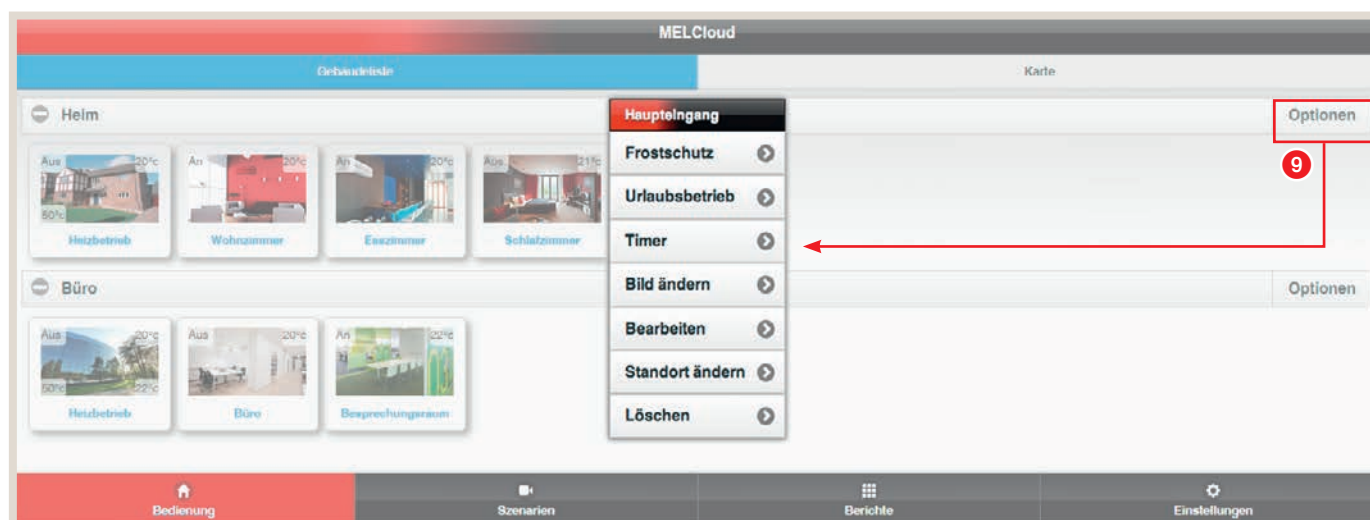 MELCloud
Gebäudeliste Karte
Heim Optionen
Haupteingang
Frostschutz
Urlaubsbetrieb
Timer
Bild ändern
Bearbeiten
Standort ändern
Löschen
9
Aus 20°c
50°c
Heizbetrieb
An 20°c
Wohnzimmer
An 20°c
Esszimmer
Aus 21°c
Schlafzimmer
Büro Optionen
Aus 20°c
50°c 22°c
Heizbetrieb
Aus 20°c
Büro
An 22°c
Besprechungsraum
Bedienung Szenarien Berichte Einstellungen